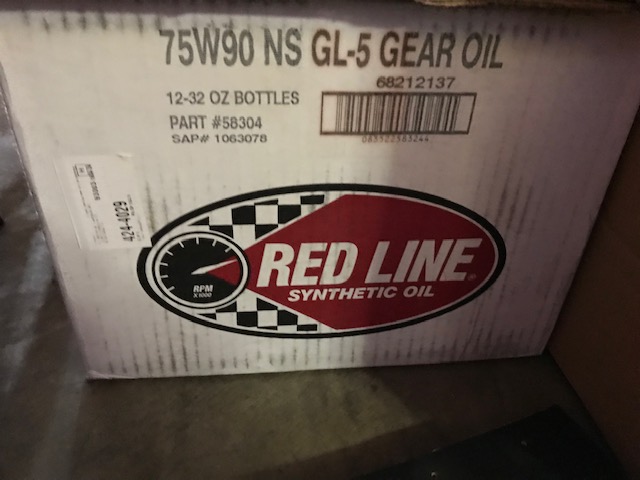 75W90 NS GL-5 GEAR OIL
68212137
12-32 OZ BOTTLES
PART #58304
SAP# 1063078
424-4029
RED LINE
SYNTHETIC OIL
RPM
X1000